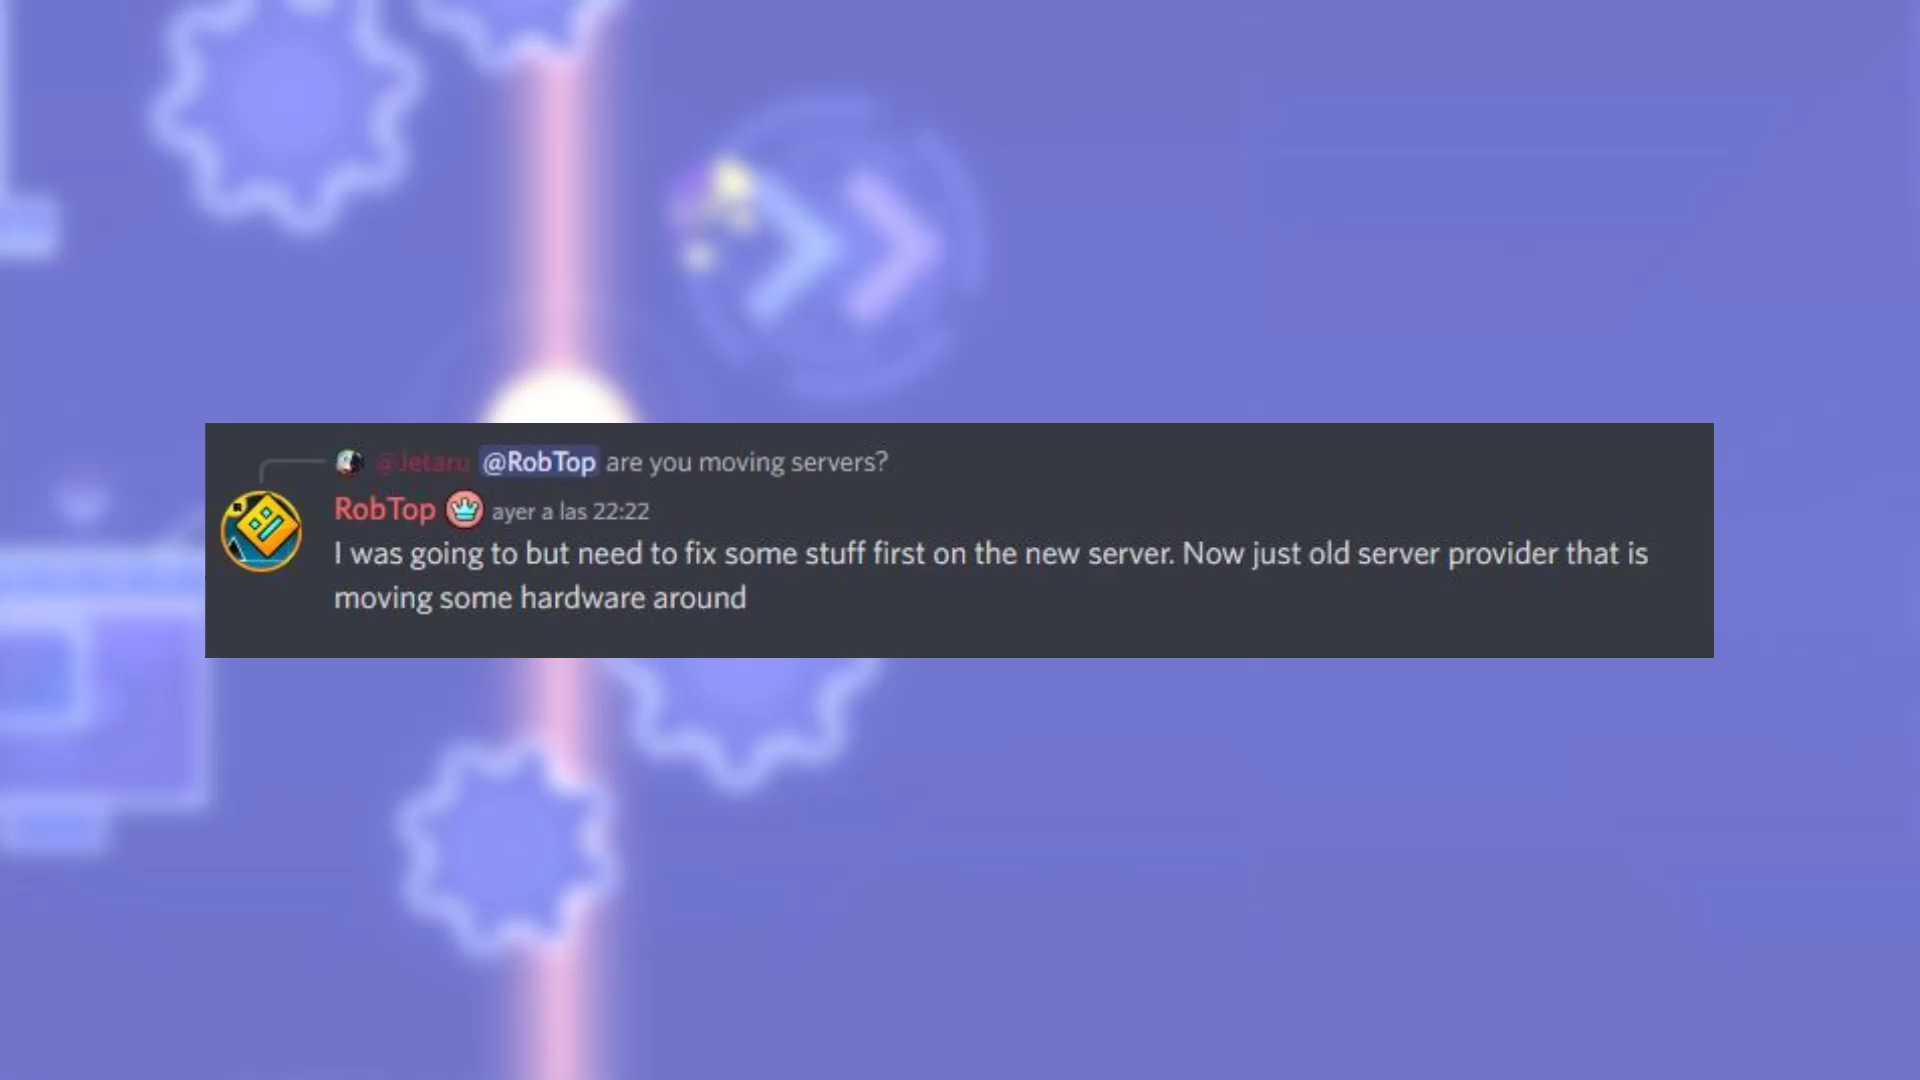 @Jetaru @RobTop are you moving servers?
RobTop ayer a las 22:22
I was going to but need to fix some stuff first on the new server. Now just old server provider that is
moving some hardware around